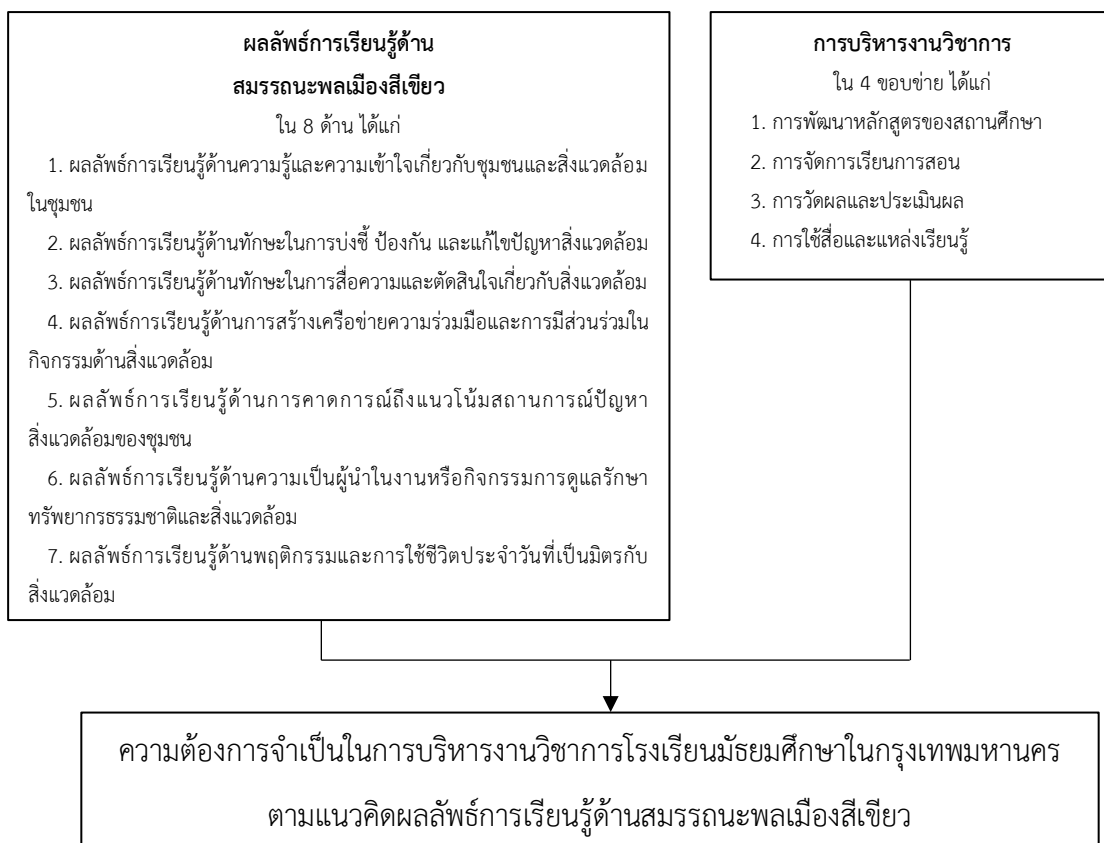 ผลลัพธ์การเรียนรู้ด้าน
สมรรถนะพลเมืองสีเขียว
ใน 8 ด้าน ได้แก่
1. ผลลัพธ์การเรียนรู้ด้านความรู้และความเข้าใจเกี่ยวกับชุมชนและสิ่งแวดล้อม
ในชุมชน
2. ผลลัพธ์การเรียนรู้ด้านทักษะในการบ่งชี้ ป้องกัน และแก้ไขปัญหาสิ่งแวดล้อม
3. ผลลัพธ์การเรียนรู้ด้านทักษะในการสื่อความและตัดสินใจเกี่ยวกับสิ่งแวดล้อม
4. ผลลัพธ์การเรียนรู้ด้านการสร้างเครือข่ายความร่วมมือและการมีส่วนร่วมใน
กิจกรรมด้านสิ่งแวดล้อม
5. ผลลัพธ์การเรียนรู้ด้านการคาดการณ์ถึงแนวโน้มสถานการณ์ปัญหา
สิ่งแวดล้อมของชุมชน
6. ผลลัพธ์การเรียนรู้ด้านความเป็นผู้นำในงานหรือกิจกรรมการดูแลรักษา
ทรัพยากรธรรมชาติและสิ่งแวดล้อม
7. ผลลัพธ์การเรียนรู้ด้านพฤติกรรมและการใช้ชีวิตประจำวันที่เป็นมิตรกับ
สิ่งแวดล้อม
การบริหารงานวิชาการ
ใน 4 ขอบข่าย ได้แก่
1. การพัฒนาหลักสูตรของสถานศึกษา
2. การจัดการเรียนการสอน
3. การวัดผลและประเมินผล
4. การใช้สื่อและแหล่งเรียนรู้
ความต้องการจำเป็นในการบริหารงานวิชาการโรงเรียนมัธยมศึกษาในกรุงเทพมหานคร
ตามแนวคิดผลลัพธ์การเรียนรู้ด้านสมรรถนะพลเมืองสีเขียว